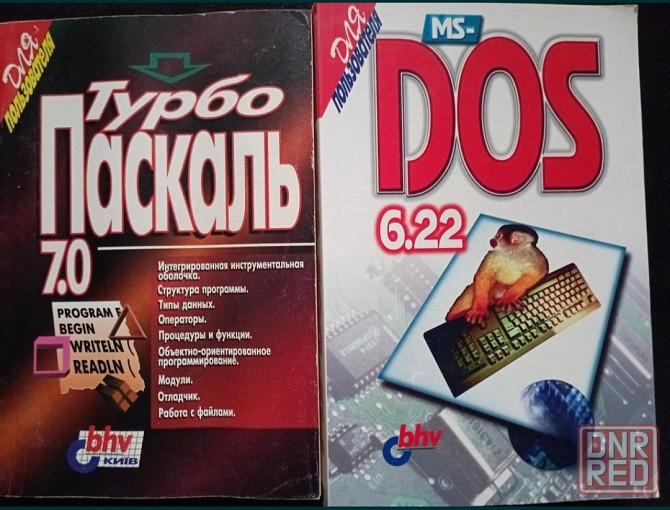 ДЛЯ
пользователя
Турбо
Паскаль
7.0
Интегрированная инструментальная
оболочка.
Структура программы.
Типы данных.
Операторы.
Процедуры и функции.
Объектно-ориентированное
программирование.
Модули.
Отладчик.
Работа с файлами.
PROGRAM F
BEGIN
WRITELN (
READLN (
bhv
КИЇВ
ДЛЯ
пользователя
MS-
DOS
6.22
bhv
DNR
RED